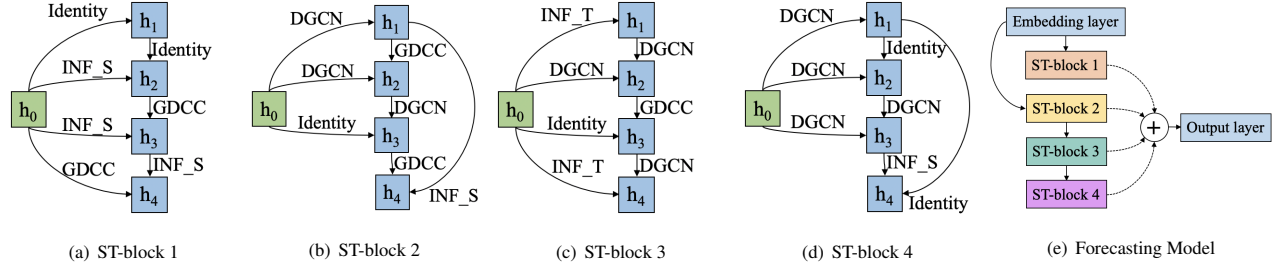 Identity
h1
Identity
INF_S
h2
GDCC
h0
INF_S
h3
GDCC
INF_S
h4
(a) ST-block 1
DGCN
h1
GDCC
DGCN
h2
DGCN
h0
Identity
h3
GDCC
h4
INF_S
(b) ST-block 2
INF_T
h1
DGCN
DGCN
h2
GDCC
h0
Identity
h3
INF_T
DGCN
h4
(c) ST-block 3
DGCN
h1
Identity
DGCN
h2
DGCN
h0
DGCN
h3
INF_S
h4
Identity
(d) ST-block 4
Embedding layer
ST-block 1
ST-block 2
+
Output layer
ST-block 3
ST-block 4
(e) Forecasting Model